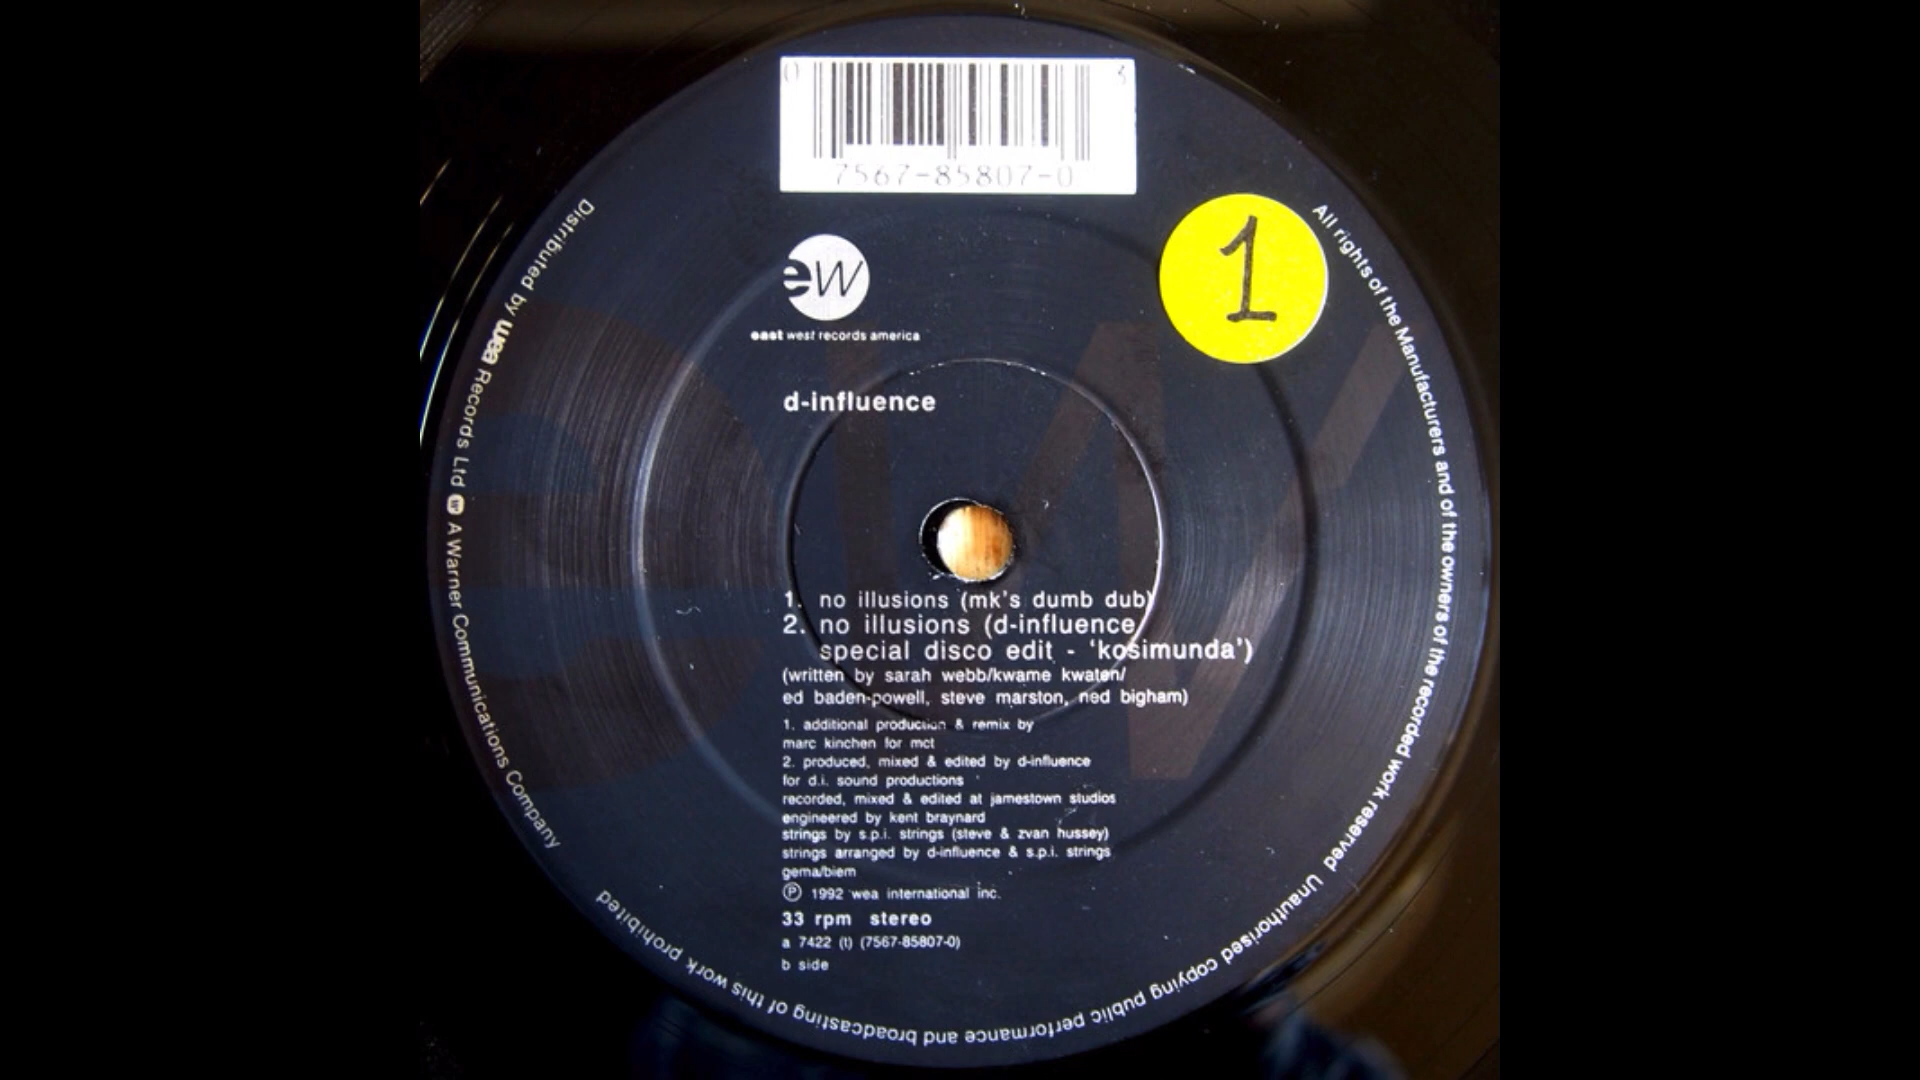 0 3
7567-85807-0
1
ew
east west records america
d-influence
1. no illusions (mk's dumb dub)
2. no illusions (d-influence
special disco edit - 'kosimunda')
(written by sarah webb/kwame kwaten/
ed baden-powell, steve marston, ned bigham)
1. additional production & remix by
marc kinchen for mct
2. produced, mixed & edited by d-influence
for d.i. sound productions
recorded, mixed & edited at jamestown studios
engineered by kent braynard
strings by s.p.i. strings (steve & zvan hussey)
strings arranged by d-influence & s.p.i. strings
gema/biem
℗ 1992 wea international inc.
33 rpm stereo
a 7422 (t) (7567-85807-0)
b side
Distributed by wea Records Ltd w A Warner Communications Company
All rights of the Manufacturers and of the owners of the recorded work reserved Unauthorised copying public performance and broadcasting of this work prohibited